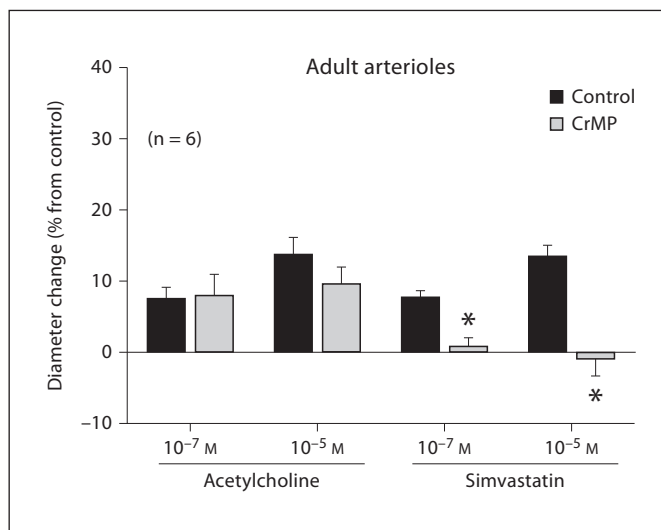 Adult arterioles
Control
CrMP
(n = 6)
Diameter change (% from control)
40
30
20
10
0
–10
*
*
10⁻⁷ M
10⁻⁵ M
10⁻⁷ M
10⁻⁵ M
Acetylcholine
Simvastatin